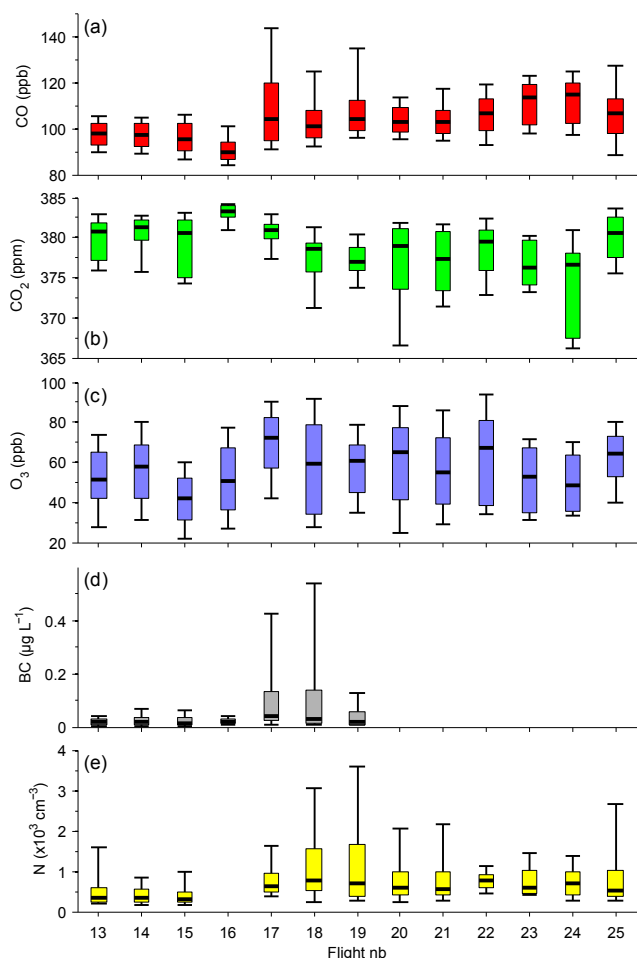 (a)
CO (ppb)
140
120
100
80
(b)
CO₂ (ppm)
385
380
375
370
365
(c)
O₃ (ppb)
100
80
60
40
20
(d)
BC (µg L⁻¹)
0.4
0.2
0
(e)
N (x10³ cm⁻³)
4
3
2
1
0
13 14 15 16 17 18 19 20 21 22 23 24 25
Flight nb